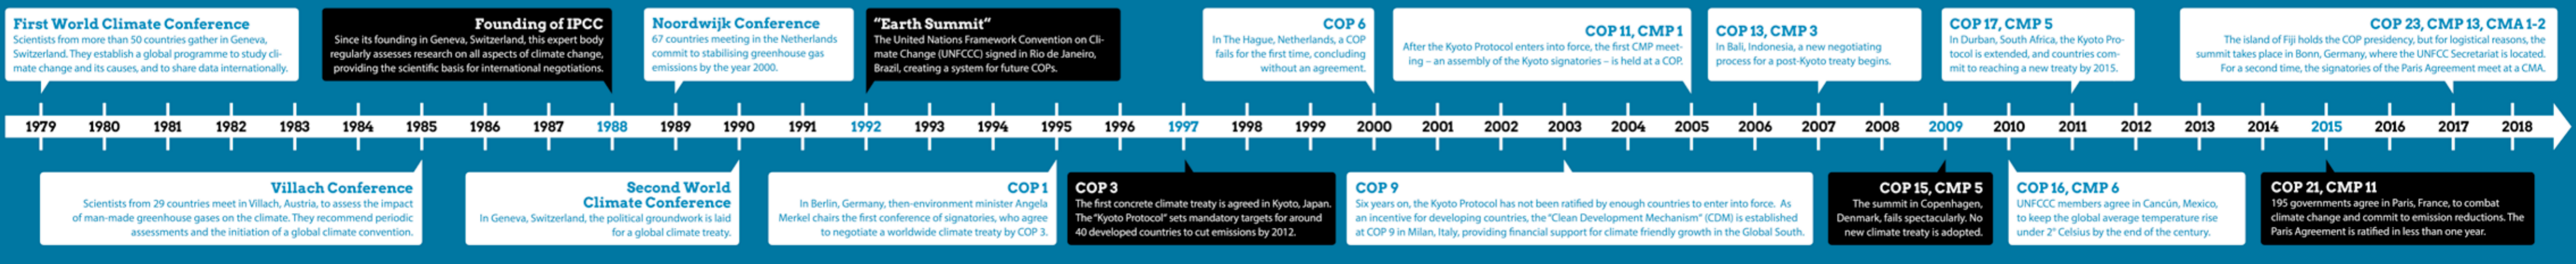 First World Climate Conference
Scientists from more than 50 countries gather in Geneva,
Switzerland. They establish a global programme to study cli-
mate change and its causes, and to share data internationally.
Founding of IPCC
Since its founding in Geneva, Switzerland, this expert body
regularly assesses research on all aspects of climate change,
providing the scientific basis for international negotiations.
Noordwijk Conference
67 countries meeting in the Netherlands
commit to stabilising greenhouse gas
emissions by the year 2000.
“Earth Summit”
The United Nations Framework Convention on Cli-
mate Change (UNFCCC) signed in Rio de Janeiro,
Brazil, creating a system for future COPs.
COP 6
In The Hague, Netherlands, a COP
fails for the first time, concluding
without an agreement.
COP 11, CMP 1
After the Kyoto Protocol enters into force, the first CMP meet-
ing – an assembly of the Kyoto signatories – is held at a COP.
COP 13, CMP 3
In Bali, Indonesia, a new negotiating
process for a post-Kyoto treaty begins.
COP 17, CMP 5
In Durban, South Africa, the Kyoto Pro-
tocol is extended, and countries com-
mit to reaching a new treaty by 2015.
COP 23, CMP 13, CMA 1-2
The island of Fiji holds the COP presidency, but for logistical reasons, the
summit takes place in Bonn, Germany, where the UNFCC Secretariat is located.
For a second time, the signatories of the Paris Agreement meet at a CMA.
1979 1980 1981 1982 1983 1984 1985 1986 1987 1988 1989 1990 1991 1992 1993 1994 1995 1996 1997 1998 1999 2000 2001 2002 2003 2004 2005 2006 2007 2008 2009 2010 2011 2012 2013 2014 2015 2016 2017 2018
Villach Conference
Scientists from 29 countries meet in Villach, Austria, to assess the impact
of man-made greenhouse gases on the climate. They recommend periodic
assessments and the initiation of a global climate convention.
Second World
Climate Conference
In Geneva, Switzerland, the political groundwork is laid
for a global climate treaty.
COP 1
In Berlin, Germany, then-environment minister Angela
Merkel chairs the first conference of signatories, who agree
to negotiate a worldwide climate treaty by COP 3.
COP 3
The first concrete climate treaty is agreed in Kyoto, Japan.
The “Kyoto Protocol” sets mandatory targets for around
40 developed countries to cut emissions by 2012.
COP 9
Six years on, the Kyoto Protocol has not been ratified by enough countries to enter into force. As
an incentive for developing countries, the “Clean Development Mechanism” (CDM) is established
at COP 9 in Milan, Italy, providing financial support for climate friendly growth in the Global South.
COP 15, CMP 5
The summit in Copenhagen,
Denmark, fails spectacularly. No
new climate treaty is adopted.
COP 16, CMP 6
UNFCCC members agree in Cancún, Mexico,
to keep the global average temperature rise
under 2° Celsius by the end of the century.
COP 21, CMP 11
195 governments agree in Paris, France, to combat
climate change and commit to emission reductions. The
Paris Agreement is ratified in less than one year.